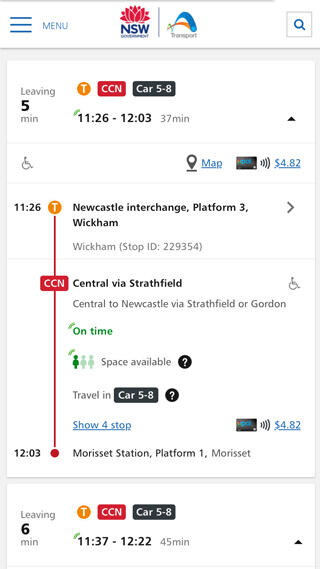 MENU
NSW
GOVERNMENT
Transport
Leaving
5
min
T CCN Car 5-8
11:26 - 12:03 37min
Map
opal
$4.82
11:26 T Newcastle interchange, Platform 3,
Wickham
Wickham (Stop ID: 229354)
CCN Central via Strathfield
Central to Newcastle via Strathfield or Gordon
On time
Space available ?
Travel in Car 5-8 ?
Show 4 stop
opal
$4.82
12:03 Morisset Station, Platform 1, Morisset
Leaving
6
min
T CCN Car 5-8
11:37 - 12:22 45min